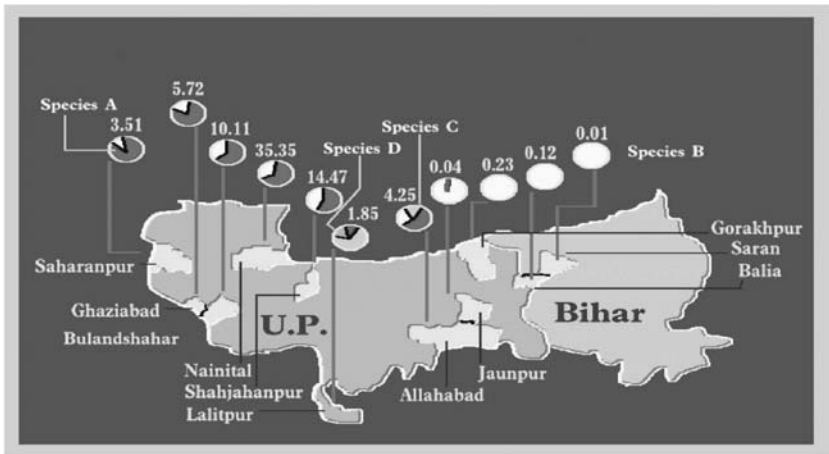 5.72
Species A
3.51
10.11
35.35
Species D
14.47
1.85
Species C
4.25
0.04
0.23
0.12
0.01
Species B
Gorakhpur
Saran
Balia
Saharanpur
Ghaziabad
Bulandshahar
U.P.
Bihar
Nainital
Shahjahanpur
Lalitpur
Jaunpur
Allahabad